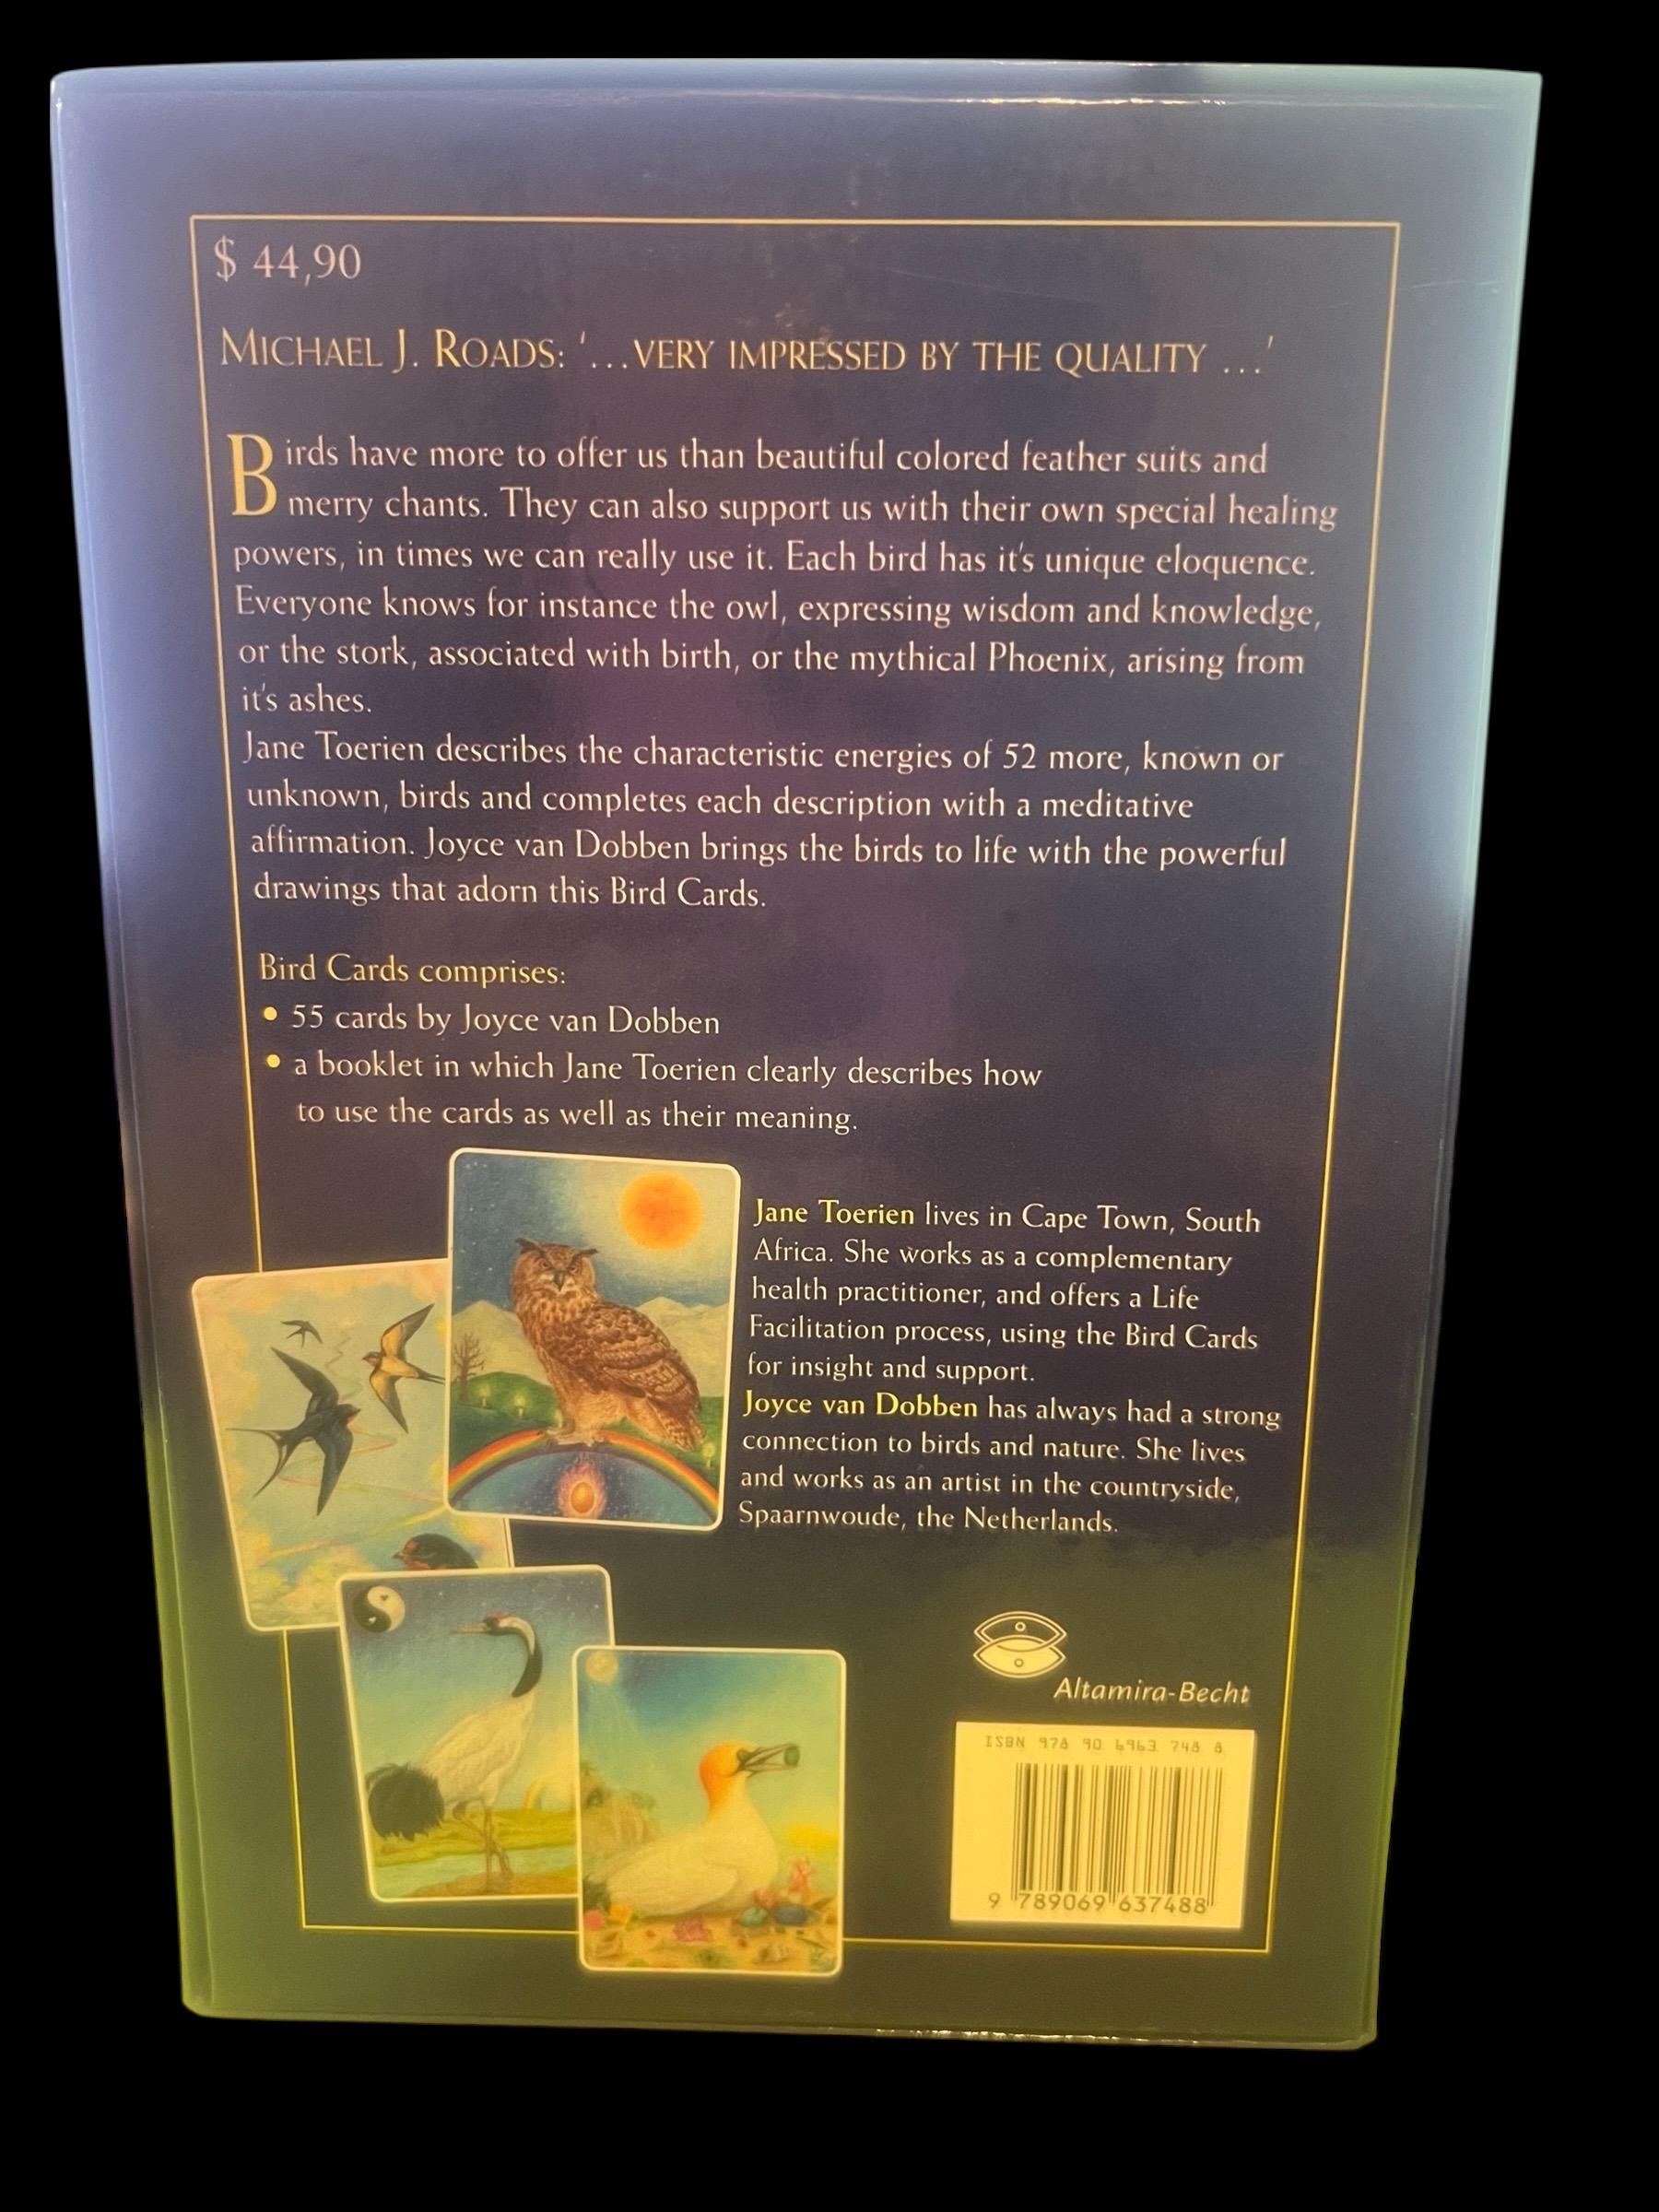 $ 44,90
MICHAEL J. ROADS: '...VERY IMPRESSED BY THE QUALITY ...'
Birds have more to offer us than beautiful colored feather suits and
merry chants. They can also support us with their own special healing
powers, in times we can really use it. Each bird has it's unique eloquence.
Everyone knows for instance the owl, expressing wisdom and knowledge,
or the stork, associated with birth, or the mythical Phoenix, arising from
it's ashes.
Jane Toerien describes the characteristic energies of 52 more, known or
unknown, birds and completes each description with a meditative
affirmation. Joyce van Dobben brings the birds to life with the powerful
drawings that adorn this Bird Cards.
Bird Cards comprises:
• 55 cards by Joyce van Dobben
• a booklet in which Jane Toerien clearly describes how
to use the cards as well as their meaning.
Jane Toerien lives in Cape Town, South
Africa. She works as a complementary
health practitioner, and offers a Life
Facilitation process, using the Bird Cards
for insight and support.
Joyce van Dobben has always had a strong
connection to birds and nature. She lives
and works as an artist in the countryside,
Spaarnwoude, the Netherlands.
Altamira-Becht
ISBN 978 90 6963 748 8
9 789069 637488